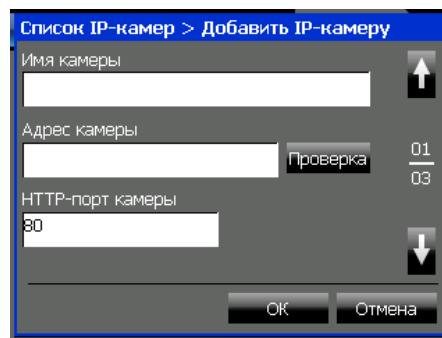 Список IP-камер > Добавить IP-камеру
Имя камеры
Адрес камеры
Проверка
01
03
HTTP-порт камеры
80
ОК
Отмена